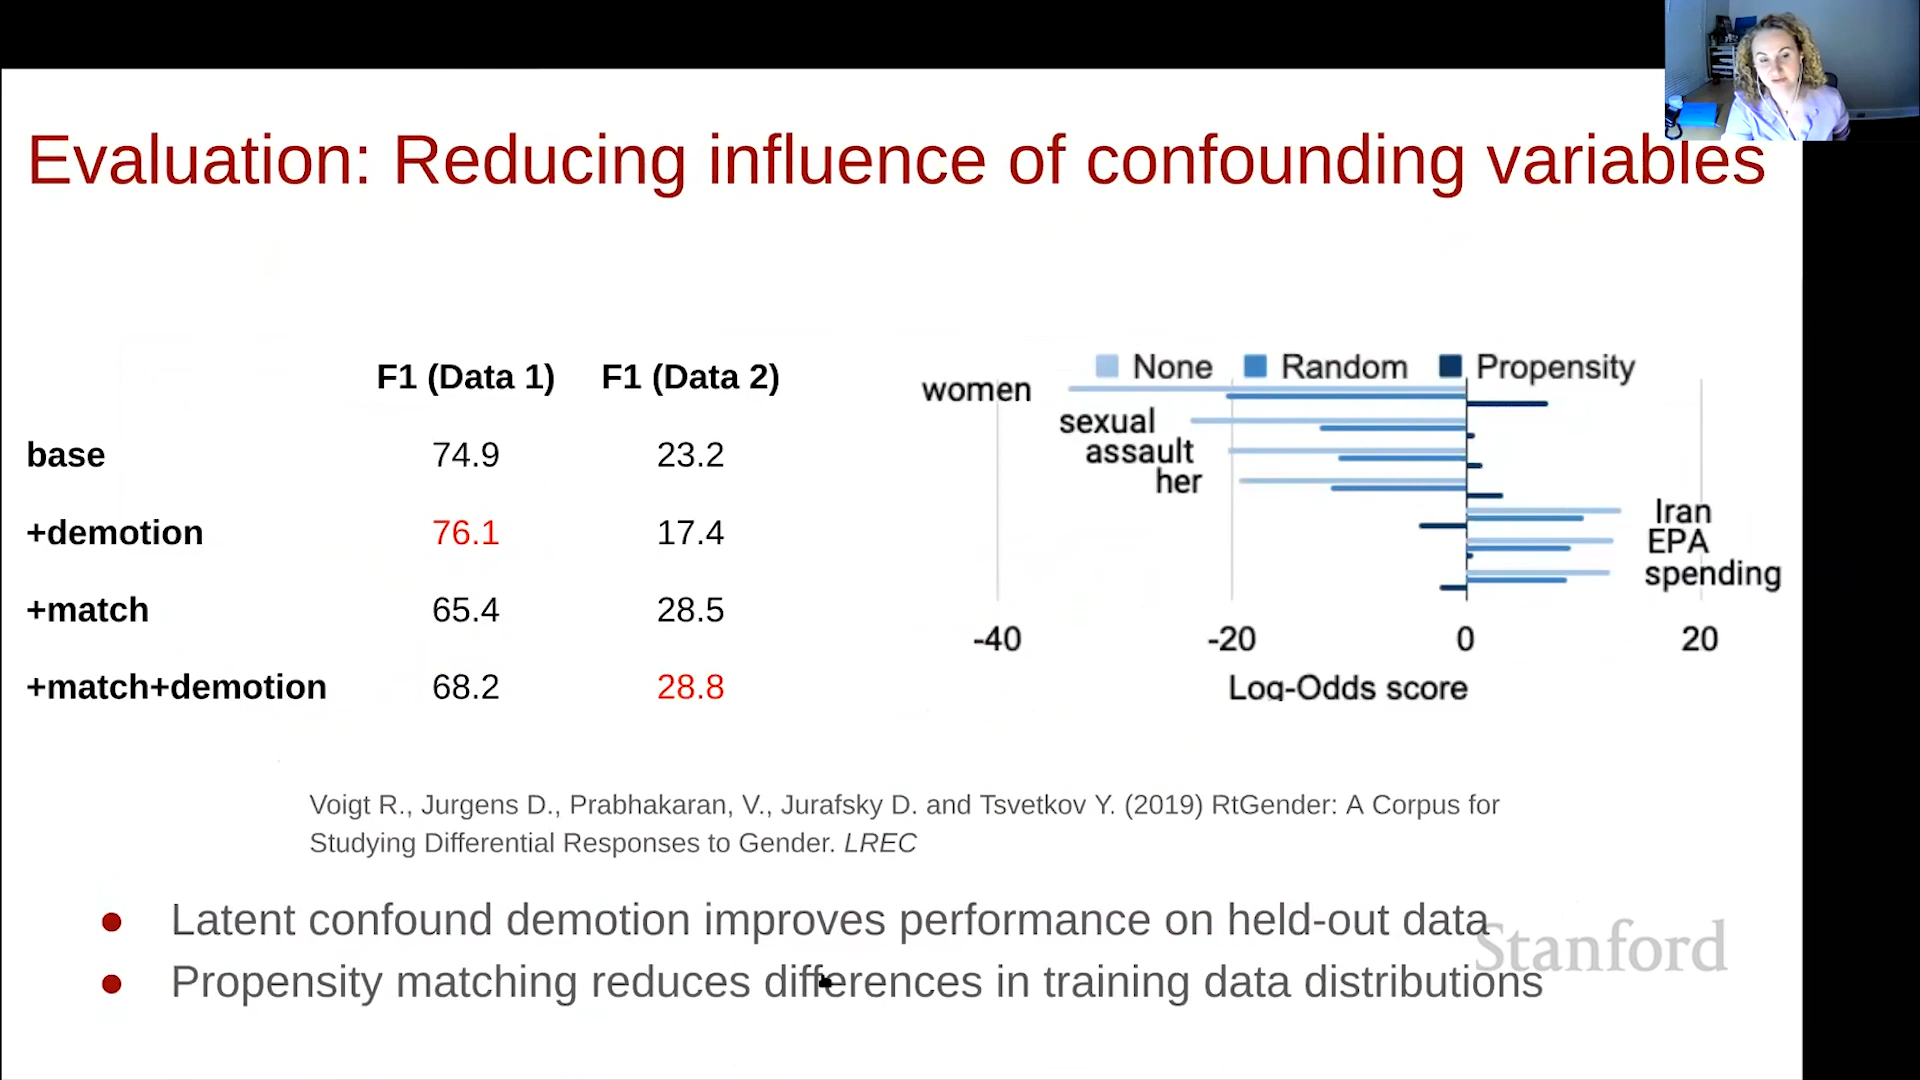 Evaluation: Reducing influence of confounding variables
F1 (Data 1) F1 (Data 2)
base 74.9 23.2
+demotion 76.1 17.4
+match 65.4 28.5
+match+demotion 68.2 28.8
None Random Propensity
women
sexual
assault
her
Iran
EPA
spending
-40 -20 0 20
Log-Odds score
Voigt R., Jurgens D., Prabhakaran, V., Jurafsky D. and Tsvetkov Y. (2019) RtGender: A Corpus for
Studying Differential Responses to Gender. LREC
● Latent confound demotion improves performance on held-out data
Stanford
● Propensity matching reduces differences in training data distributions